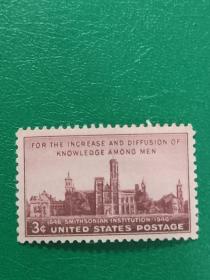 FOR THE INCREASE AND DIFFUSION OF
KNOWLEDGE AMONG MEN
1846 SMITHSONIAN INSTITUTION 1946
3¢ UNITED STATES POSTAGE